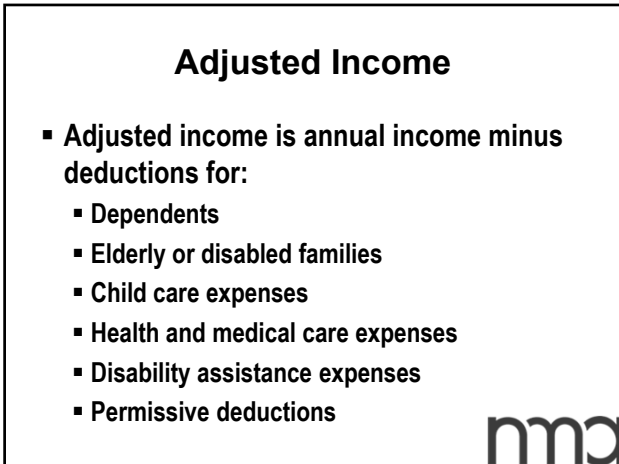 Adjusted Income
▪ Adjusted income is annual income minus
deductions for:
▪ Dependents
▪ Elderly or disabled families
▪ Child care expenses
▪ Health and medical care expenses
▪ Disability assistance expenses
▪ Permissive deductions
nma